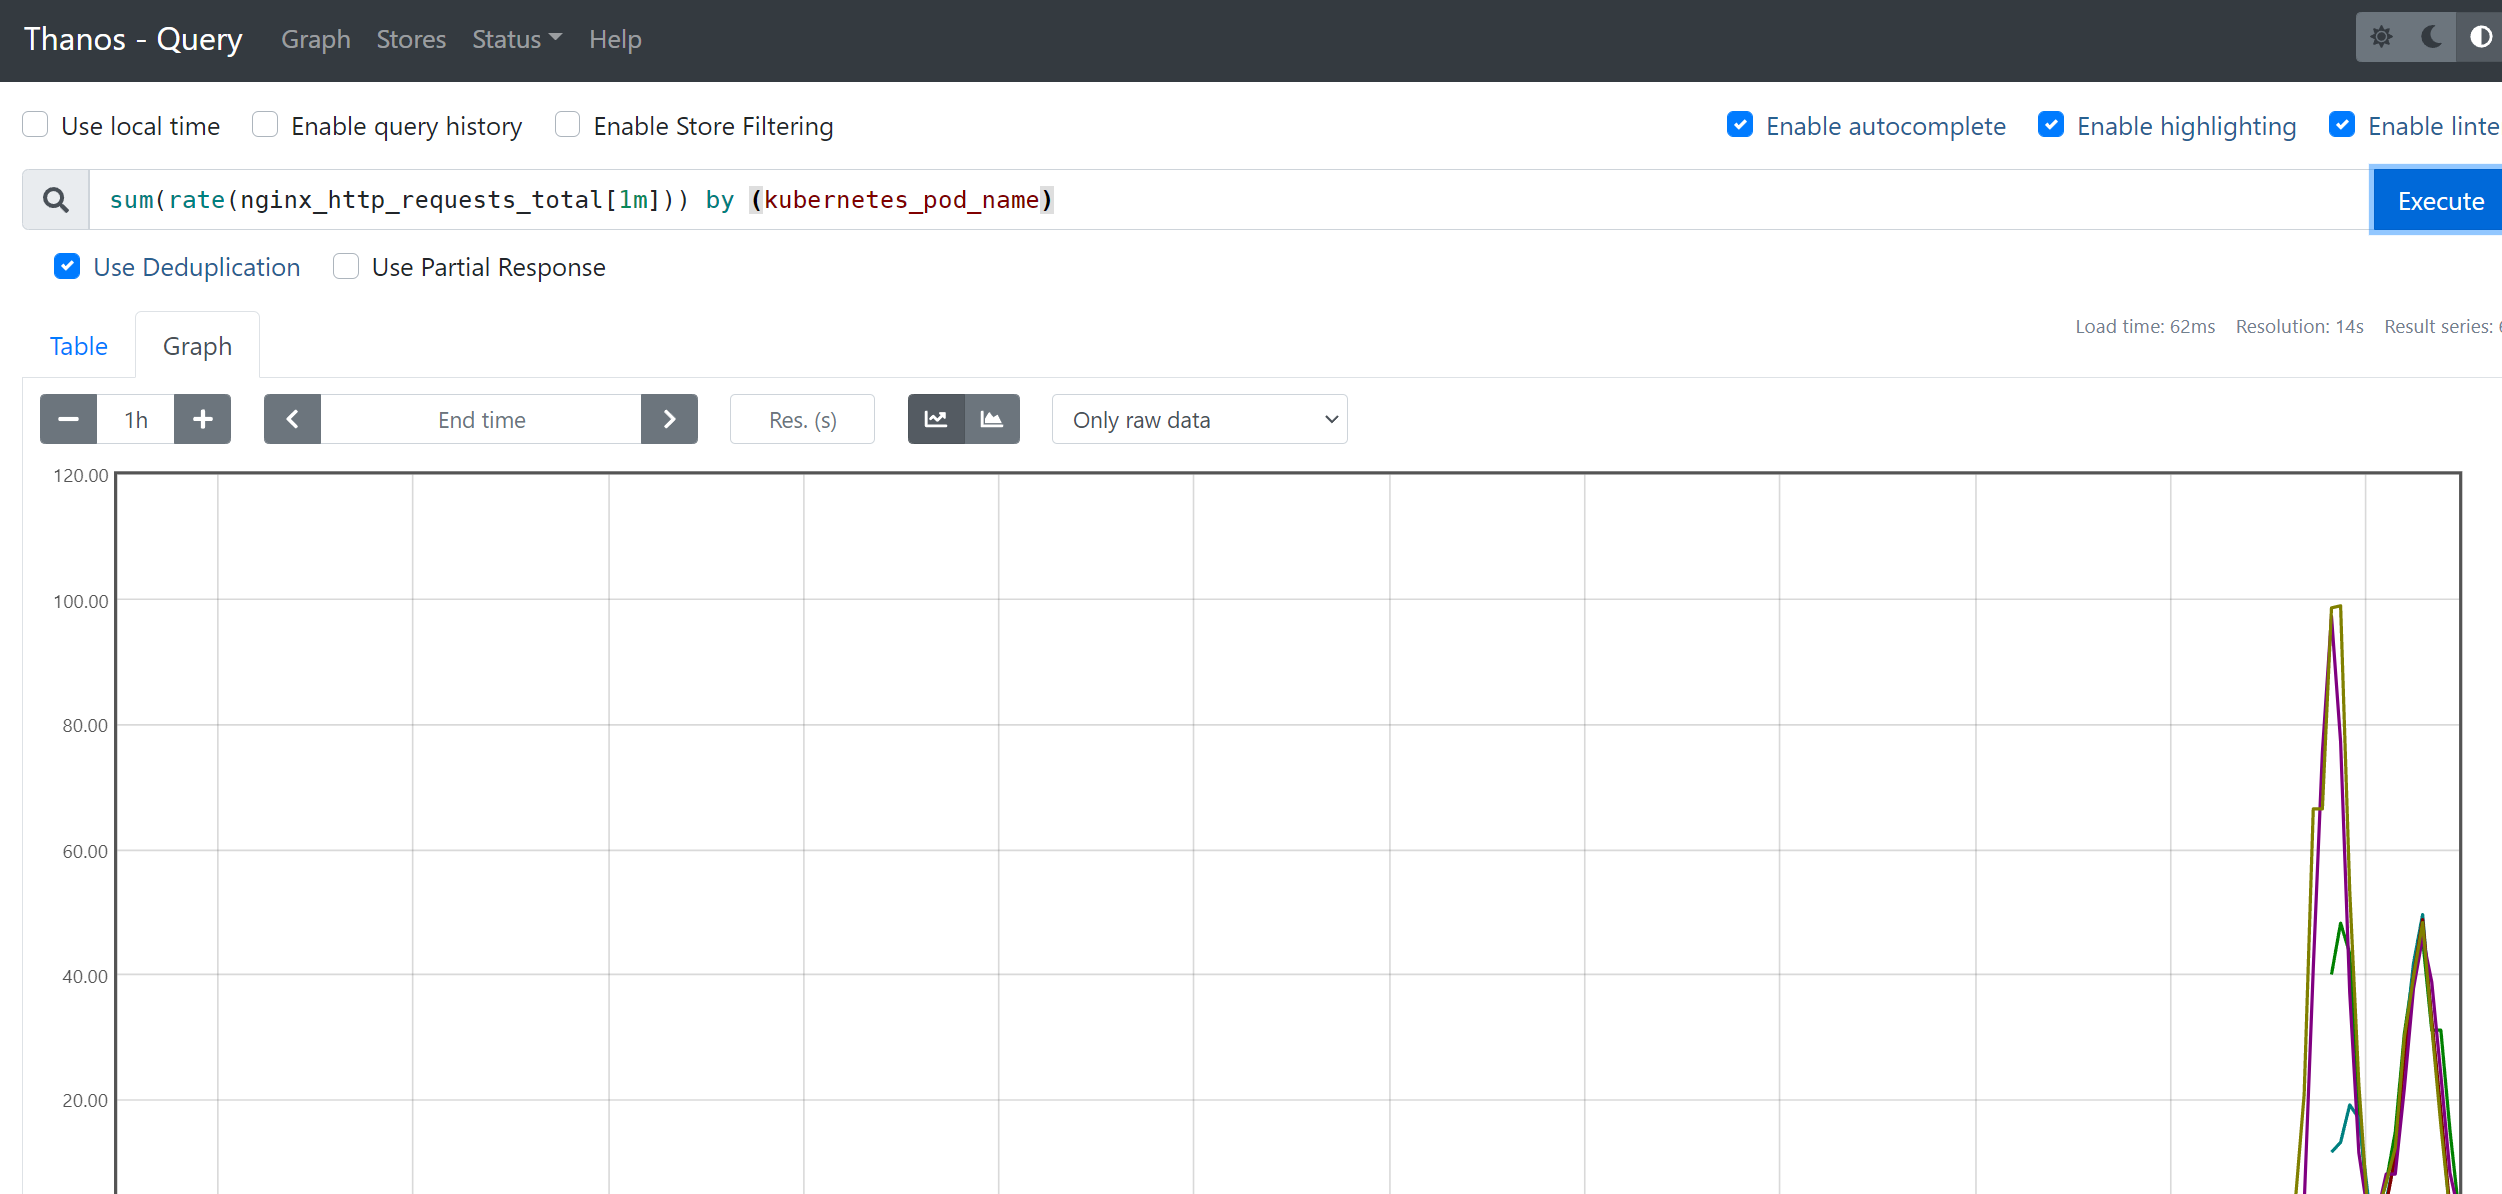 Thanos - Query Graph Stores Status Help
Use local time Enable query history Enable Store Filtering Enable autocomplete Enable highlighting Enable linte
sum(rate(nginx_http_requests_total[1m])) by (kubernetes_pod_name) Execute
Use Deduplication Use Partial Response
Table Graph Load time: 62ms Resolution: 14s Result series:
1h End time Res. (s) Only raw data
120.00
100.00
80.00
60.00
40.00
20.00